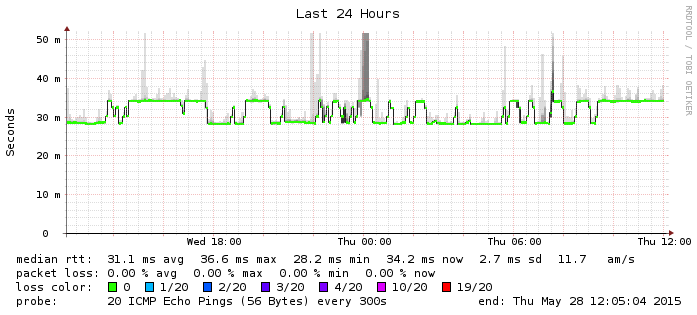 Last 24 Hours
RRDTOOL / TOBI OETIKER
Seconds
50 m
40 m
30 m
20 m
10 m
0
Wed 18:00 Thu 00:00 Thu 06:00 Thu 12:00
median rtt: 31.1 ms avg 36.6 ms max 28.2 ms min 34.2 ms now 2.7 ms sd 11.7 am/s
packet loss: 0.00 % avg 0.00 % max 0.00 % min 0.00 % now
loss color: 0 1/20 2/20 3/20 4/20 10/20 19/20
probe: 20 ICMP Echo Pings (56 Bytes) every 300s end: Thu May 28 12:05:04 2015